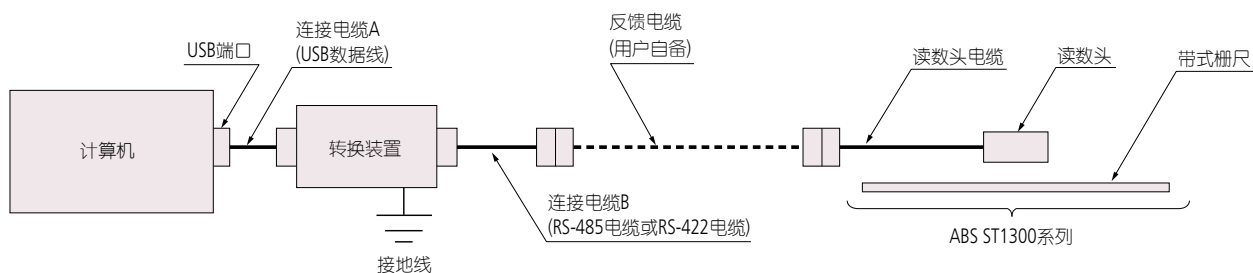 USB端口
连接电缆A
(USB数据线)
反馈电缆
(用户自备)
读数头电缆
读数头
带式栅尺
计算机
转换装置
连接电缆B
(RS-485电缆或RS-422电缆)
接地线
ABS ST1300系列